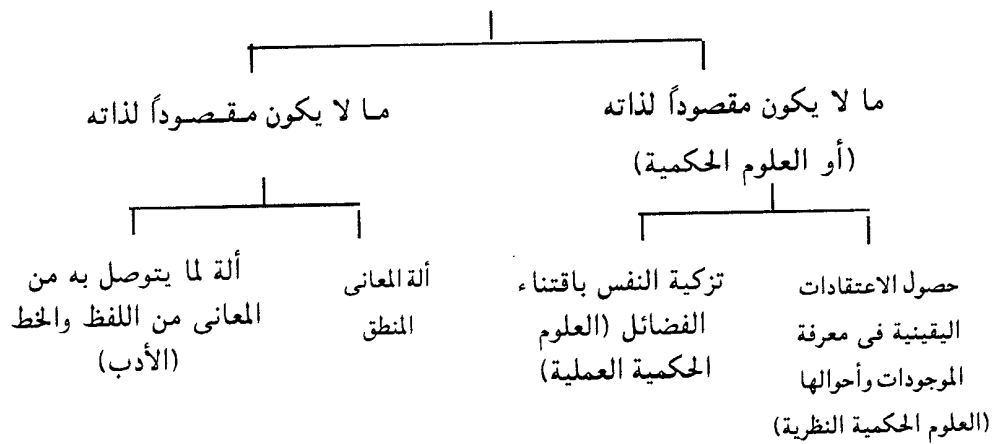 ما لا يكون مقصوداً لذاته
(أو العلوم الحكمية)
ما لا يكون مقصوداً لذاته
حصول الاعتقادات
اليقينية فى معرفة
الموجودات وأحوالها
(العلوم الحكمية النظرية)
تزكية النفس باقتناء
الفضائل (العلوم
الحكمية العملية)
ألة المعانى
المنطق
ألة لما يتوصل به من
المعانى من اللفظ والخط
(الأدب)